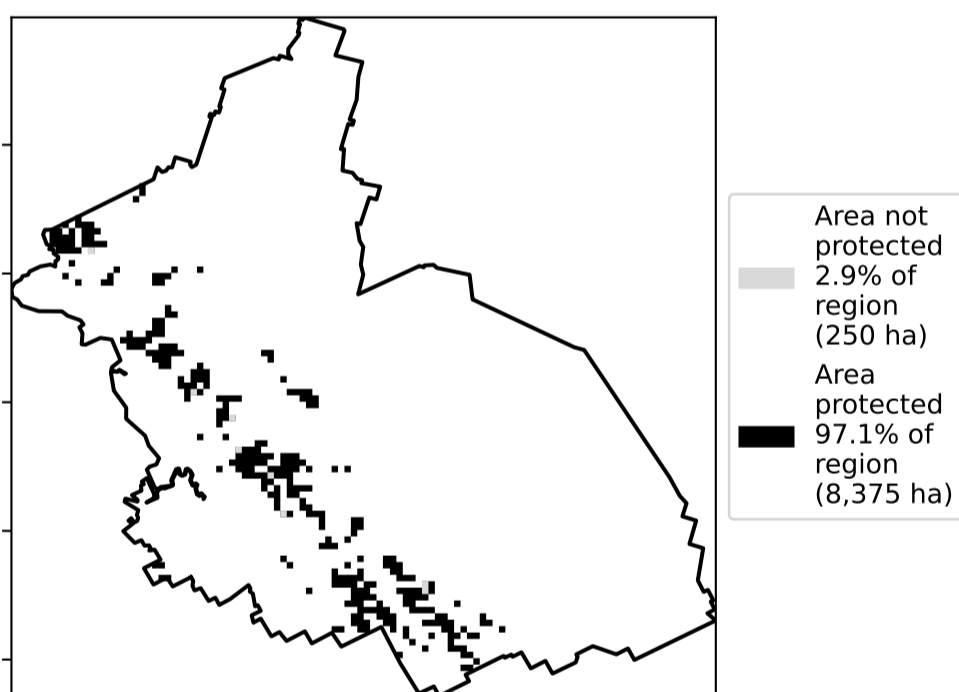 Area not
protected
2.9% of
region
(250 ha)
Area
protected
97.1% of
region
(8,375 ha)